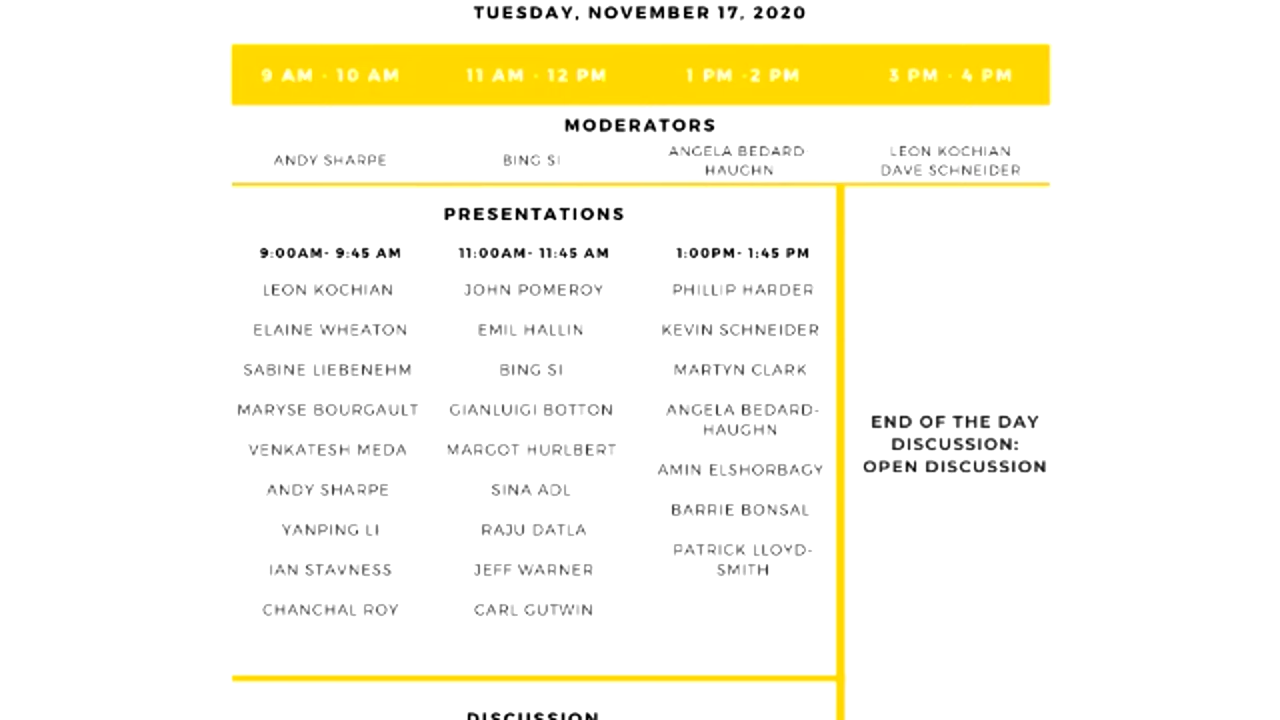 TUESDAY, NOVEMBER 17, 2020
9 AM - 10 AM 11 AM - 12 PM 1 PM -2 PM 3 PM - 4 PM
MODERATORS
ANDY SHARPE BING SI ANGELA BEDARD HAUGHN LEON KOCHIAN DAVE SCHNEIDER
PRESENTATIONS
9:00AM- 9:45 AM 11:00AM- 11:45 AM 1:00PM- 1:45 PM
LEON KOCHIAN JOHN POMEROY PHILLIP HARDER
ELAINE WHEATON EMIL HALLIN KEVIN SCHNEIDER
SABINE LIEBENEHM BING SI MARTYN CLARK
MARYSE BOURGAULT GIANLUIGI BOTTON ANGELA BEDARD-
HAUGHN
VENKATESH MEDA MARGOT HURLBERT
AMIN ELSHORBAGY
ANDY SHARPE SINA ADL
BARRIE BONSAL
YANPING LI RAJU DATLA
PATRICK LLOYD-
IAN STAVNESS JEFF WARNER SMITH
CHANCHAL ROY CARL GUTWIN
END OF THE DAY
DISCUSSION:
OPEN DISCUSSION
DISCUSSION